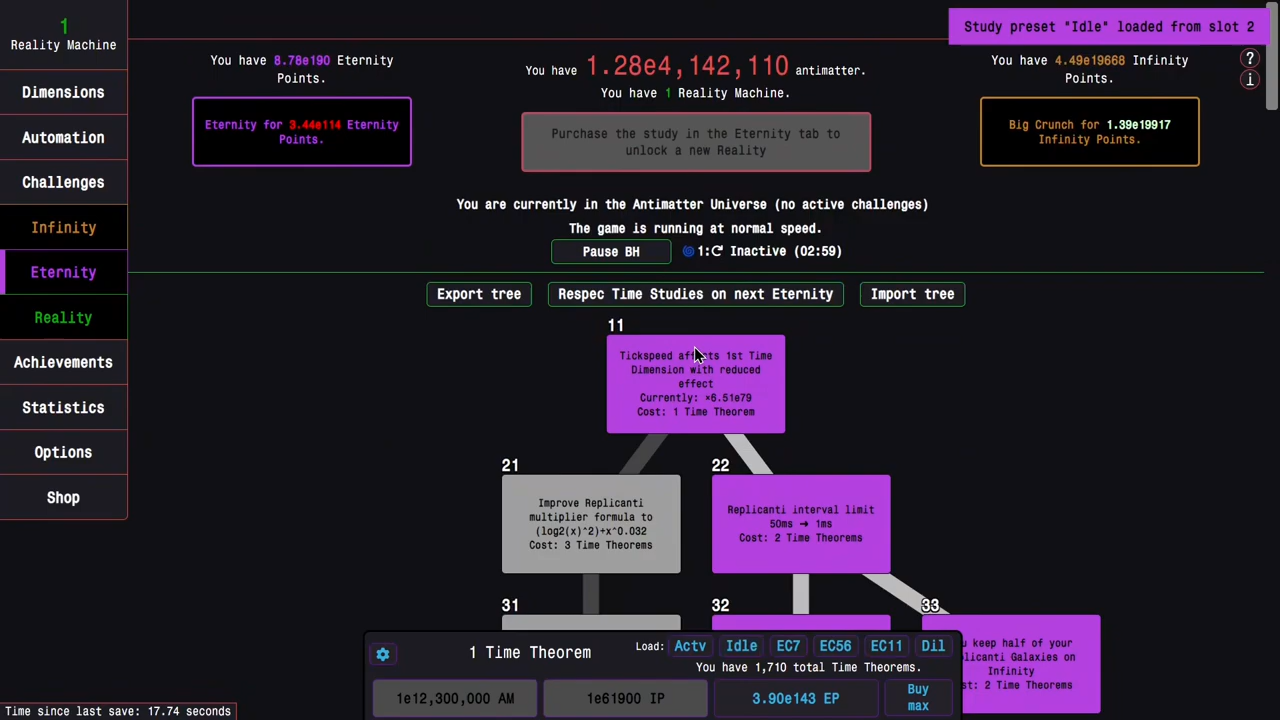 1
Reality Machine
Dimensions
Automation
Challenges
Infinity
Eternity
Reality
Achievements
Statistics
Options
Shop
Study preset "Idle" loaded from slot 2
You have 8.78e190 Eternity
Points.
Eternity for 3.44e114 Eternity
Points.
You have 1.28e4,142,110 antimatter.
You have 1 Reality Machine.
Purchase the study in the Eternity tab to
unlock a new Reality
You have 4.49e19668 Infinity
Points.
Big Crunch for 1.39e19917
Infinity Points.
?
i
You are currently in the Antimatter Universe (no active challenges)
The game is running at normal speed.
Pause BH
1: Inactive (02:59)
Export tree
Respec Time Studies on next Eternity
Import tree
11
Tickspeed affects 1st Time
Dimension with reduced
effect
Currently: ×6.51e79
Cost: 1 Time Theorem
21
Improve Replicanti
multiplier formula to
(log2(x)^2)+x^0.032
Cost: 3 Time Theorems
22
Replicanti interval limit
50ms → 1ms
Cost: 2 Time Theorems
31
32
33
keep half of your
Galaxies on
Infinity
2 Time Theorems
1 Time Theorem
Load: Actv Idle EC7 EC56 EC11 Dil
You have 1,710 total Time Theorems.
1e12,300,000 AM
1e61900 IP
3.90e143 EP
Buy
max
Time since last save: 17.74 seconds